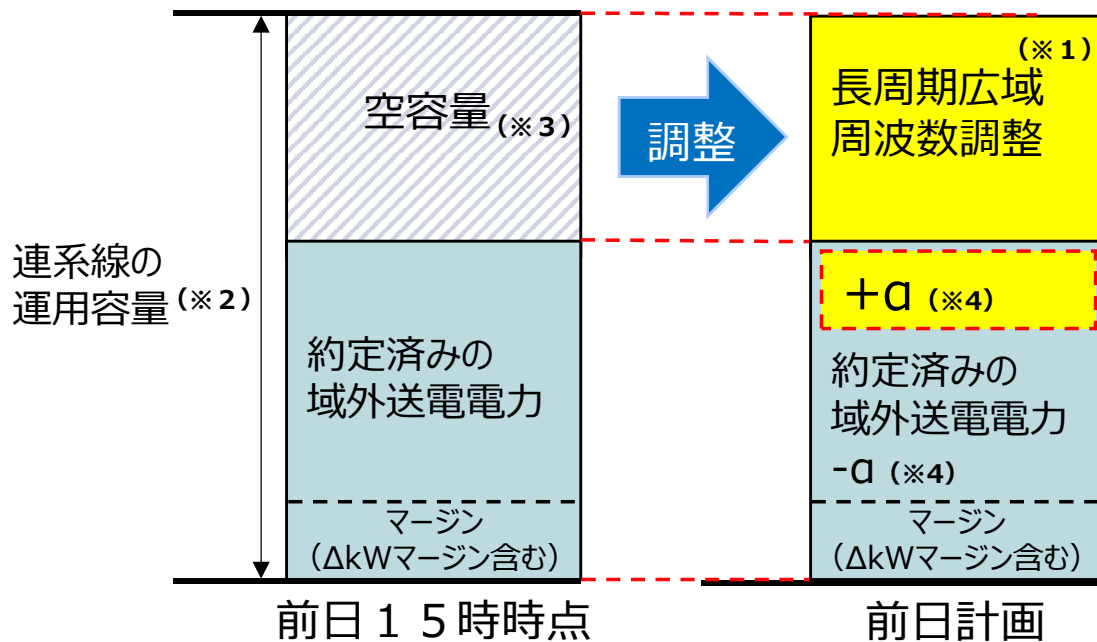 空容量(※3)
調整
(※1)
長周期広域
周波数調整
連系線の
運用容量(※2)
約定済みの
域外送電電力
+α (※4)
約定済みの
域外送電電力
-α (※4)
マージン
(ΔkWマージン含む)
マージン
(ΔkWマージン含む)
前日15時時点
前日計画